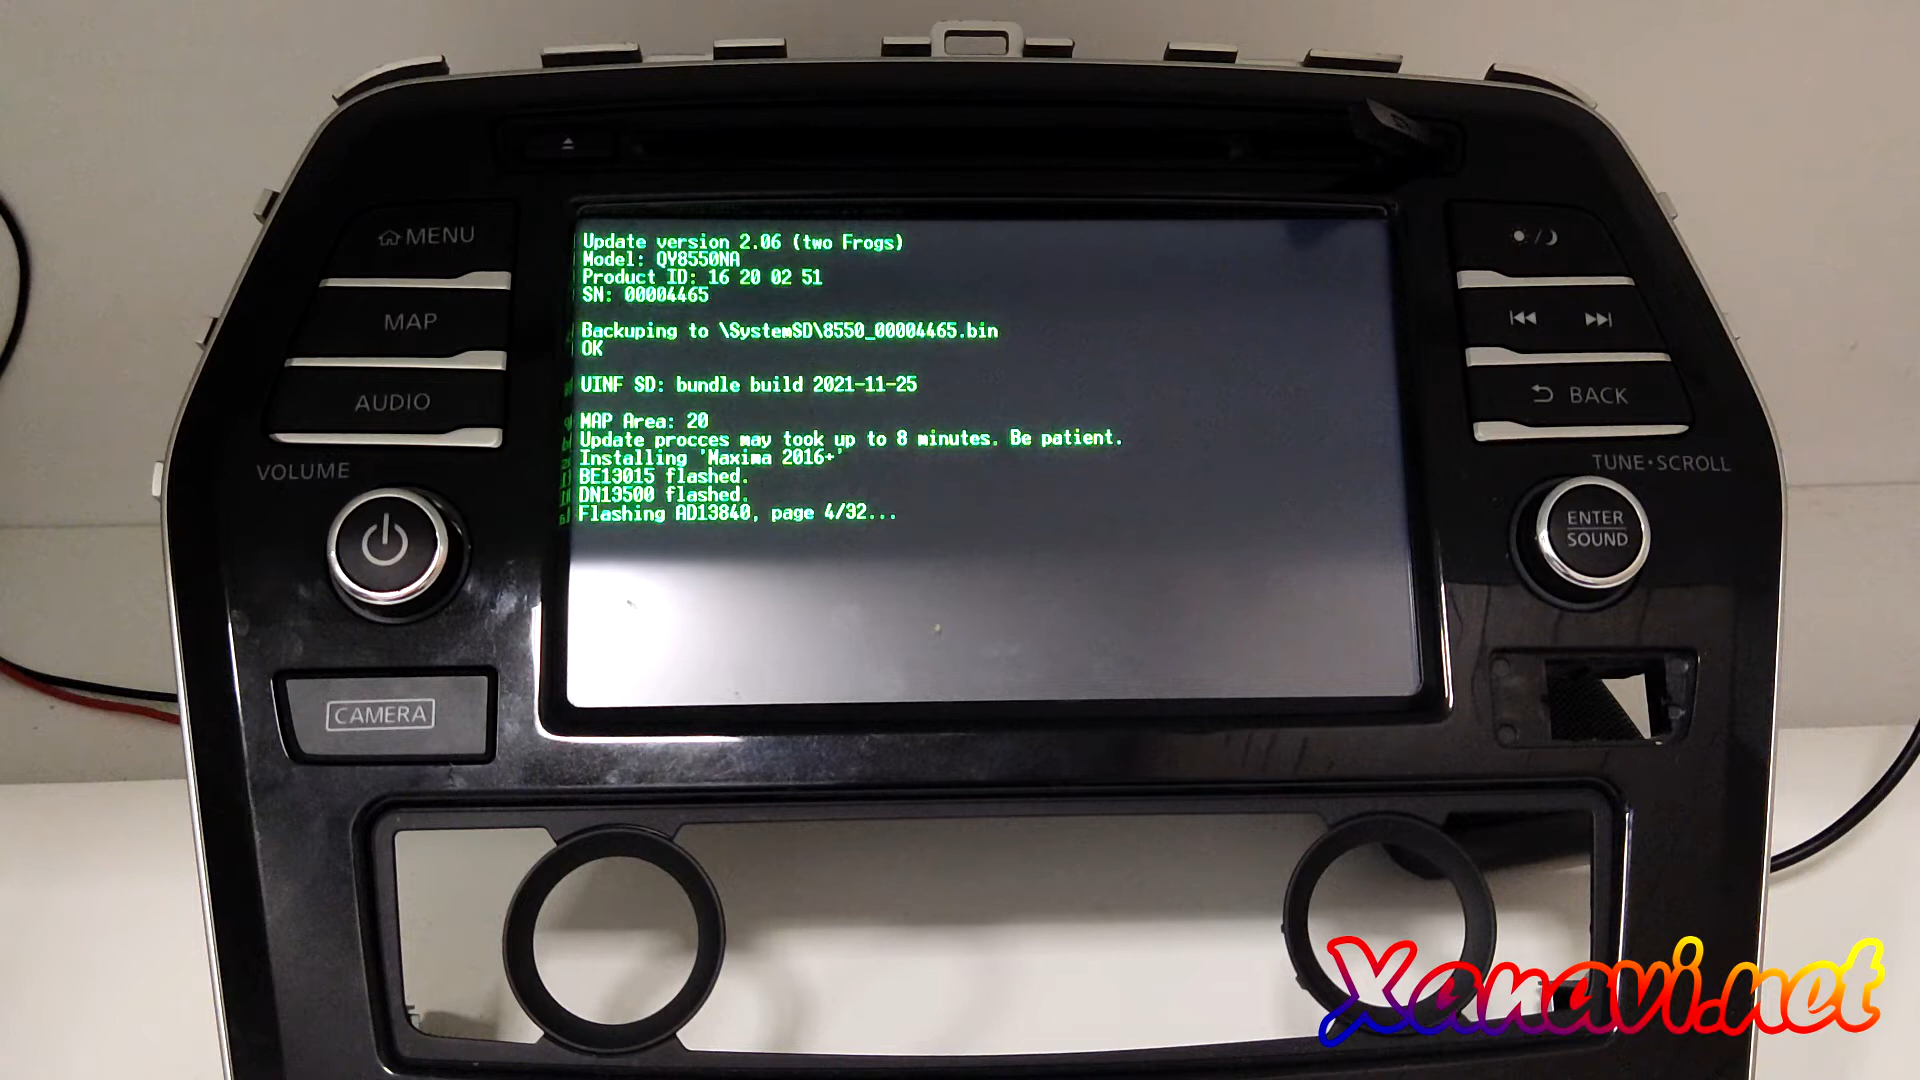 MENU
MAP
AUDIO
VOLUME
CAMERA
Update version 2.06 (two Frogs)
Model: QY8550NA
Product ID: 16 20 02 51
SN: 00004465
Backuping to \SystemSD\8550_00004465.bin
OK
UINF SD: bundle build 2021-11-25
MAP Area: 20
Update procces may took up to 8 minutes. Be patient.
Installing 'Maxima 2016+'
BE13015 flashed.
DN13500 flashed.
Flashing AD13840, page 4/32...
BACK
TUNE•SCROLL
ENTER
SOUND
Xanavi.net